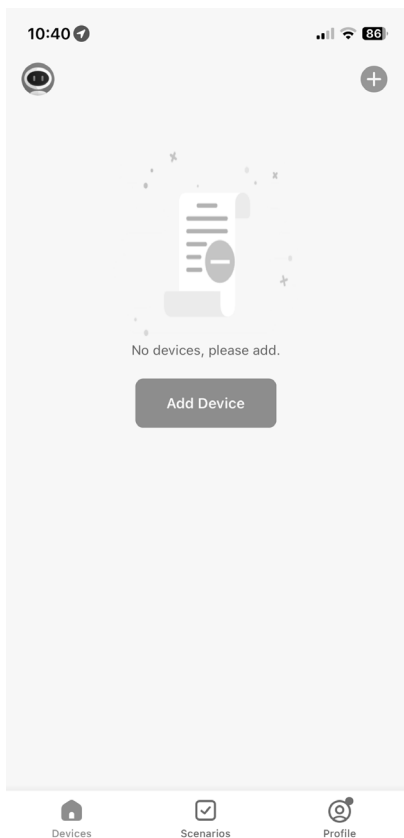 10:40
86
No devices, please add.
Add Device
Devices
Scenarios
Profile